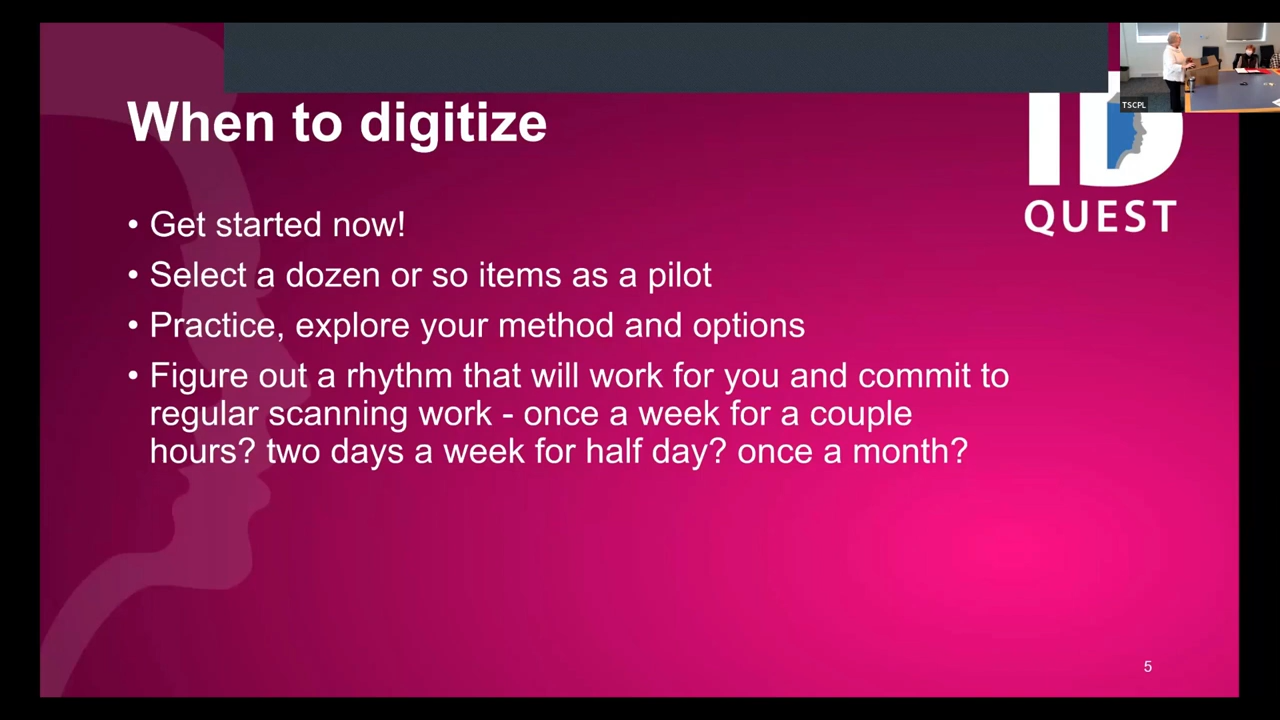 TSCPL
When to digitize
ID
QUEST
• Get started now!
• Select a dozen or so items as a pilot
• Practice, explore your method and options
• Figure out a rhythm that will work for you and commit to
regular scanning work - once a week for a couple
hours? two days a week for half day? once a month?
5